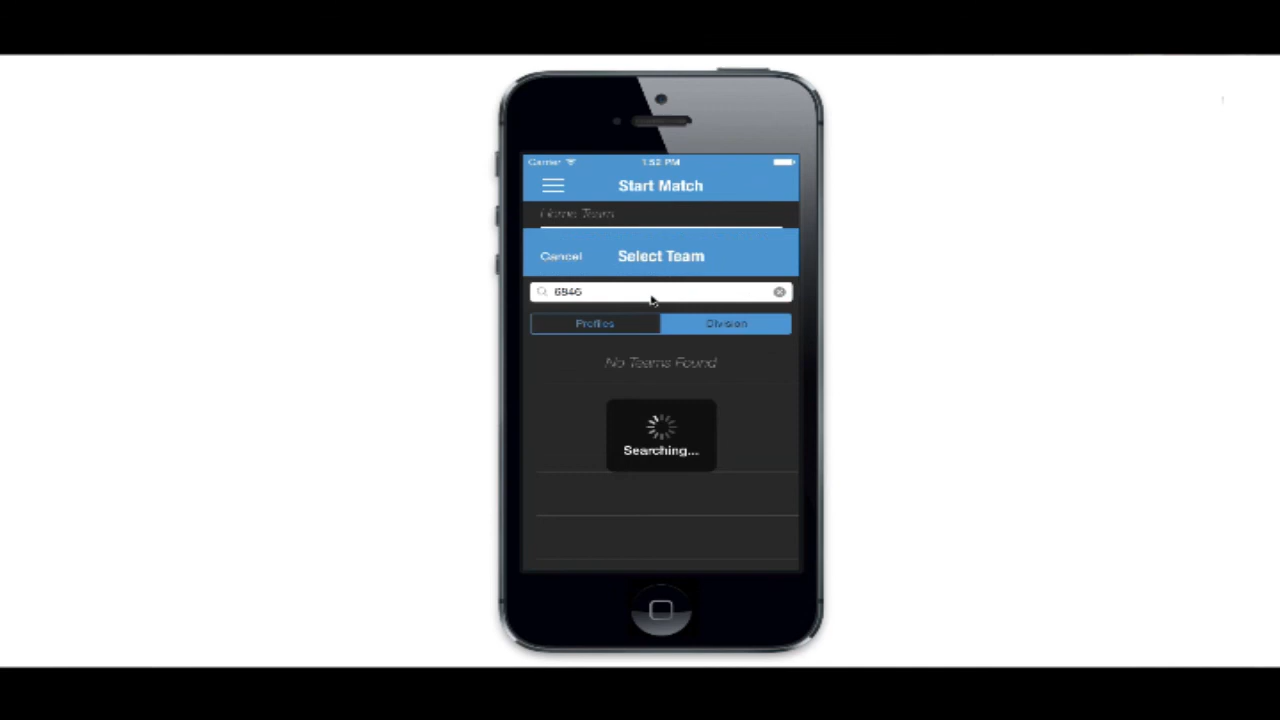 Carrier 1:52 PM
Start Match
Home Team
Cancel Select Team
6846
Profiles Division
No Teams Found
Searching...